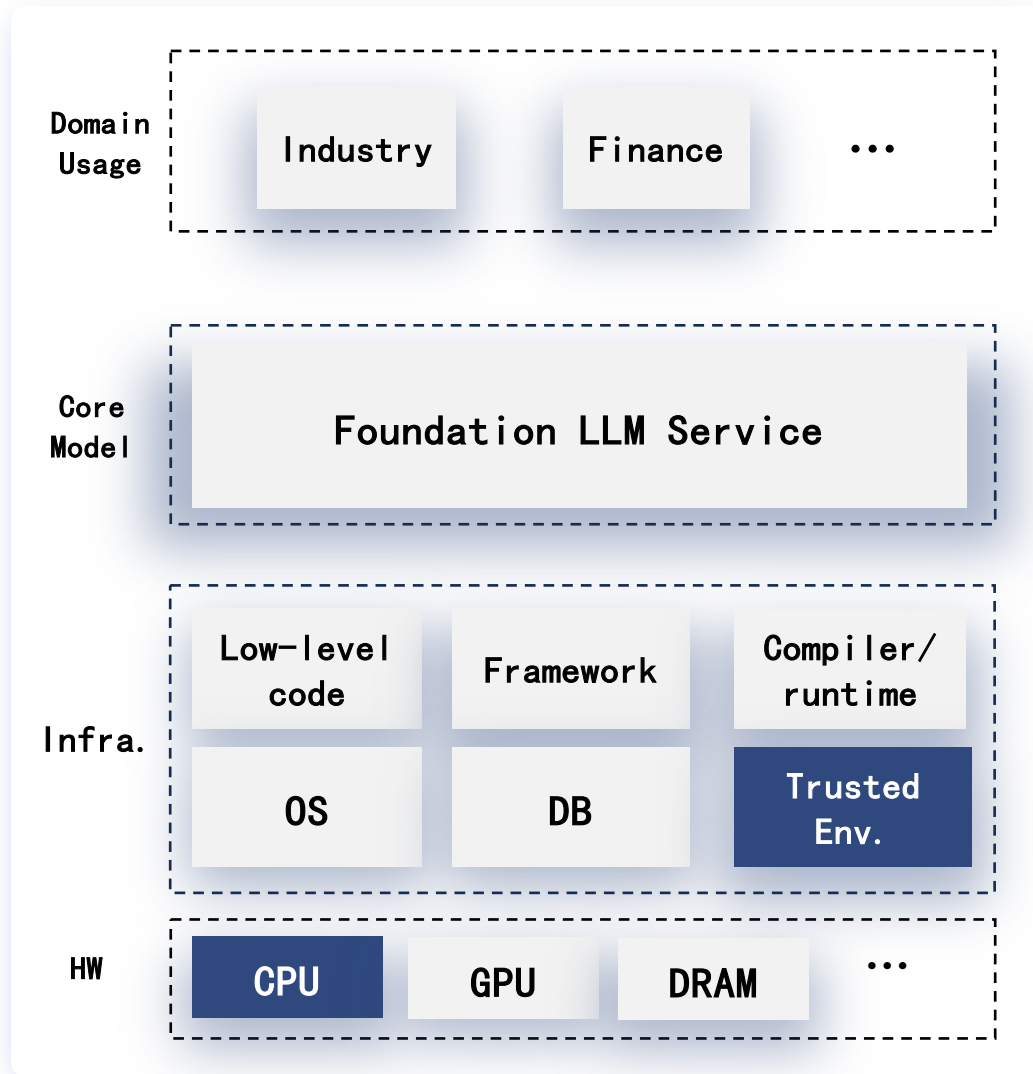 Domain
Usage
Industry
Finance
...
Core
Model
Foundation LLM Service
Infra.
Low-level
code
Framework
Compiler/
runtime
OS
DB
Trusted
Env.
HW
CPU
GPU
DRAM
...